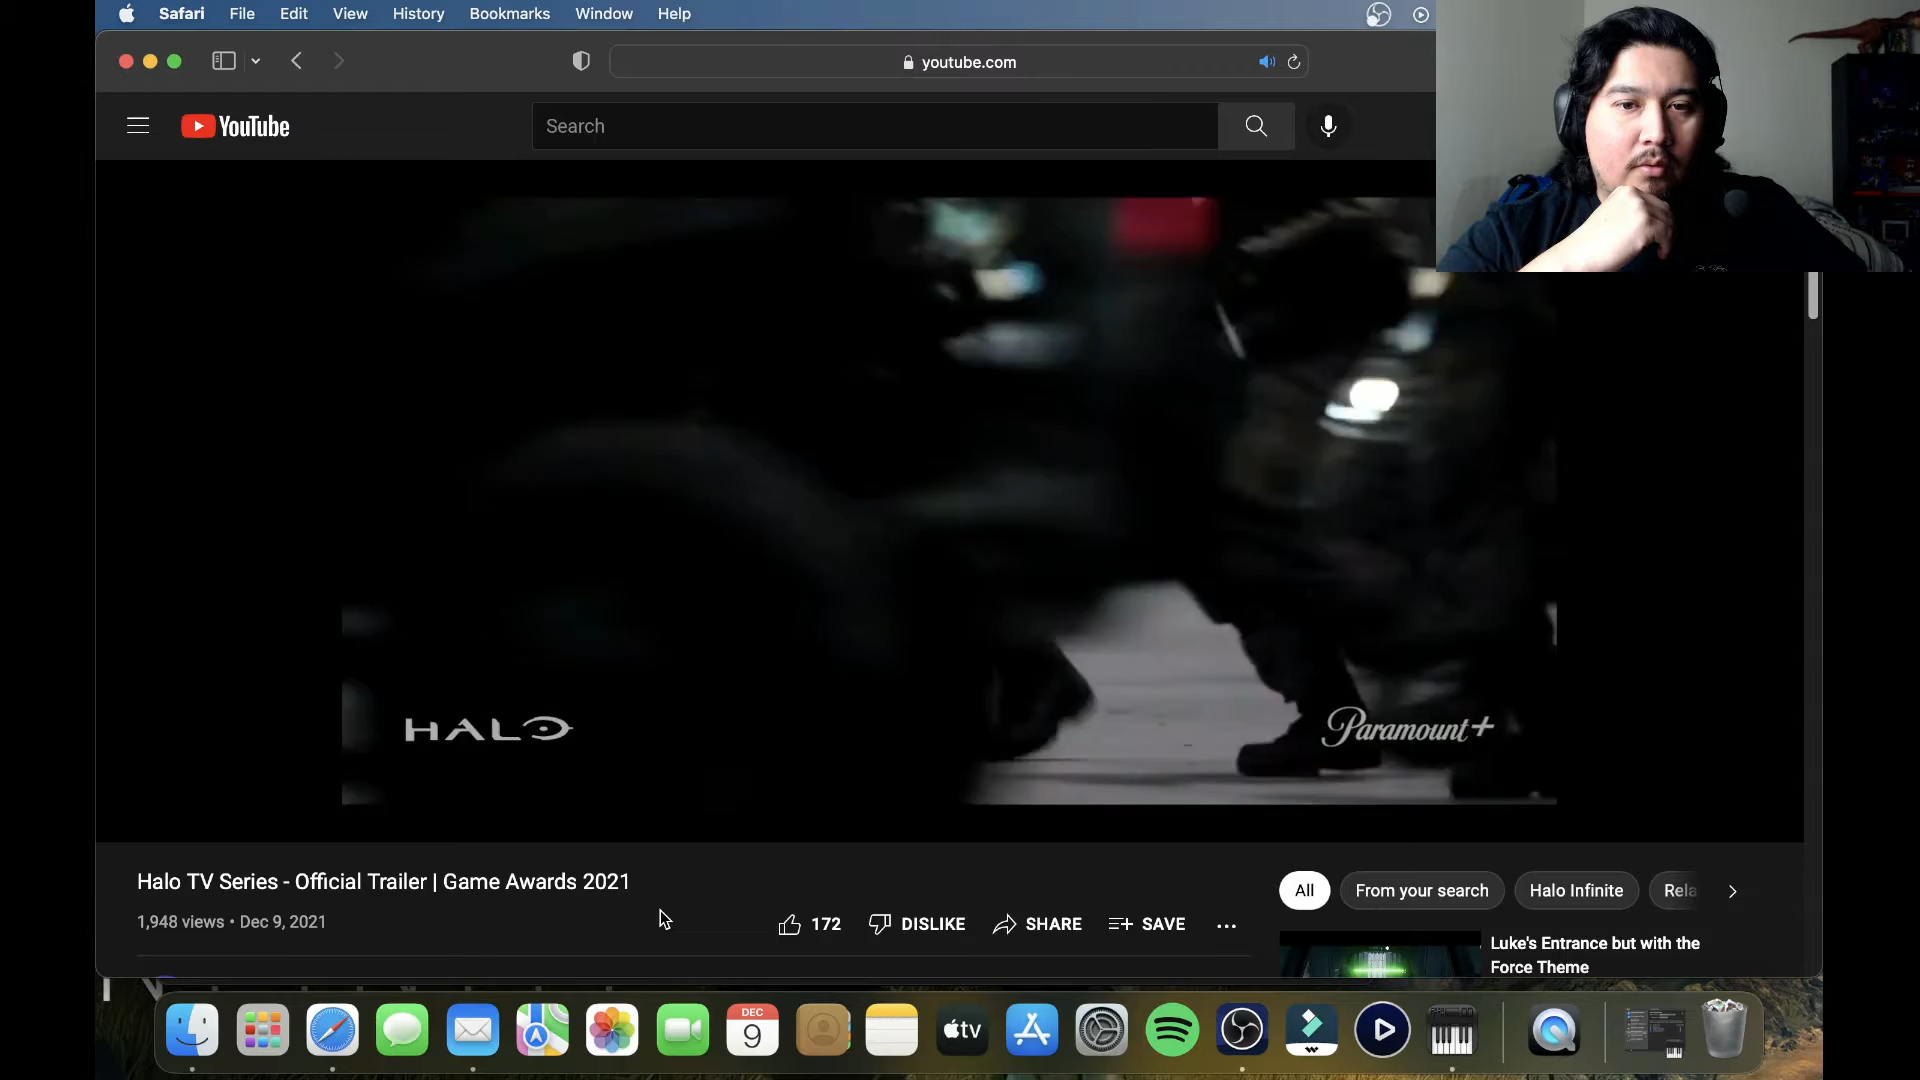 Safari File Edit View History Bookmarks Window Help
youtube.com
YouTube
Search
HALO
Paramount+
Halo TV Series - Official Trailer | Game Awards 2021
1,948 views • Dec 9, 2021
172 DISLIKE SHARE SAVE
All From your search Halo Infinite Rela
Luke's Entrance but with the
Force Theme
DEC
9
tv